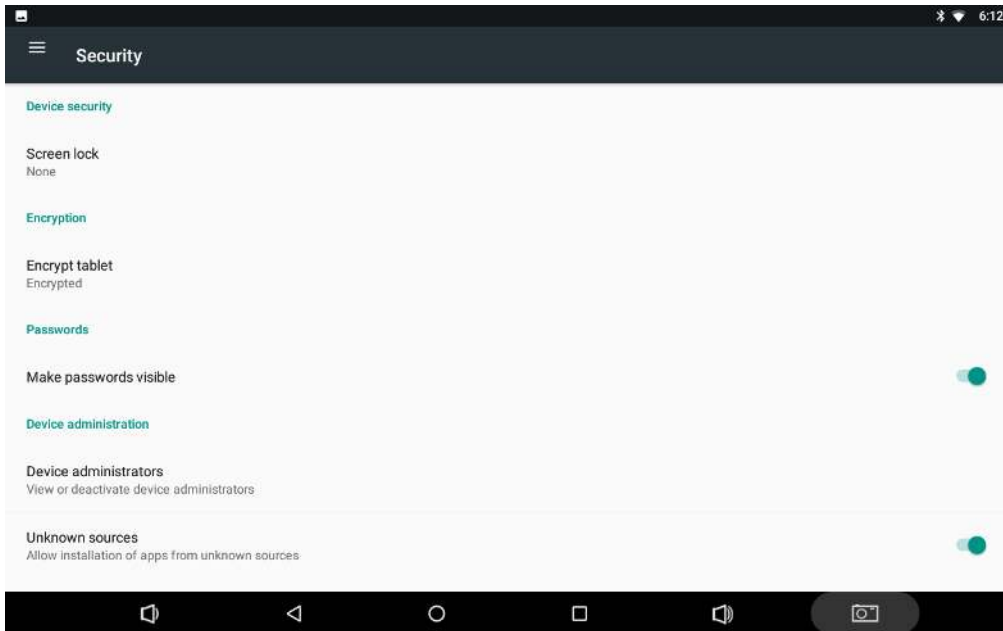 6:12
Security
Device security
Screen lock
None
Encryption
Encrypt tablet
Encrypted
Passwords
Make passwords visible
Device administration
Device administrators
View or deactivate device administrators
Unknown sources
Allow installation of apps from unknown sources